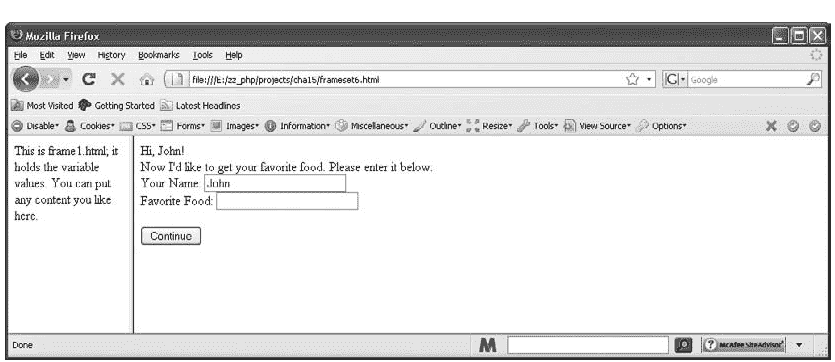 Mozilla Firefox
File Edit View History Bookmarks Tools Help
file:///E:/zz_php/projects/cha15/frameset6.html
Google
Most Visited Getting Started Latest Headlines
Disable Cookies CSS Forms Images Information Miscellaneous Outline Resize Tools View Source Options
This is frame1.html; it
holds the variable
values. You can put
any content you like
here.
Hi, John!
Now I'd like to get your favorite food. Please enter it below.
Your Name: John
Favorite Food:
Continue
Done
M
McAfee SiteAdvisor